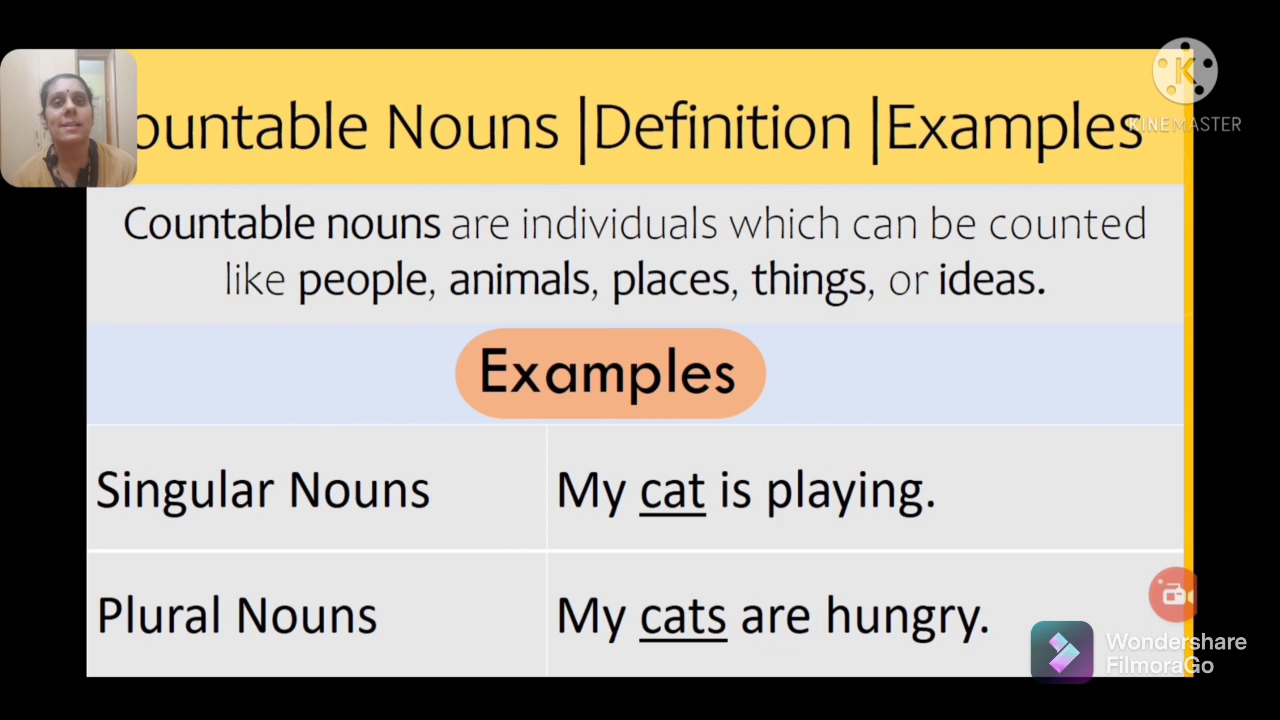 ountable Nouns |Definition |Examples
KINEMASTER
Countable nouns are individuals which can be counted
like people, animals, places, things, or ideas.
Examples
Singular Nouns
My cat is playing.
Plural Nouns
My cats are hungry.
Wondershare
FilmoraGo